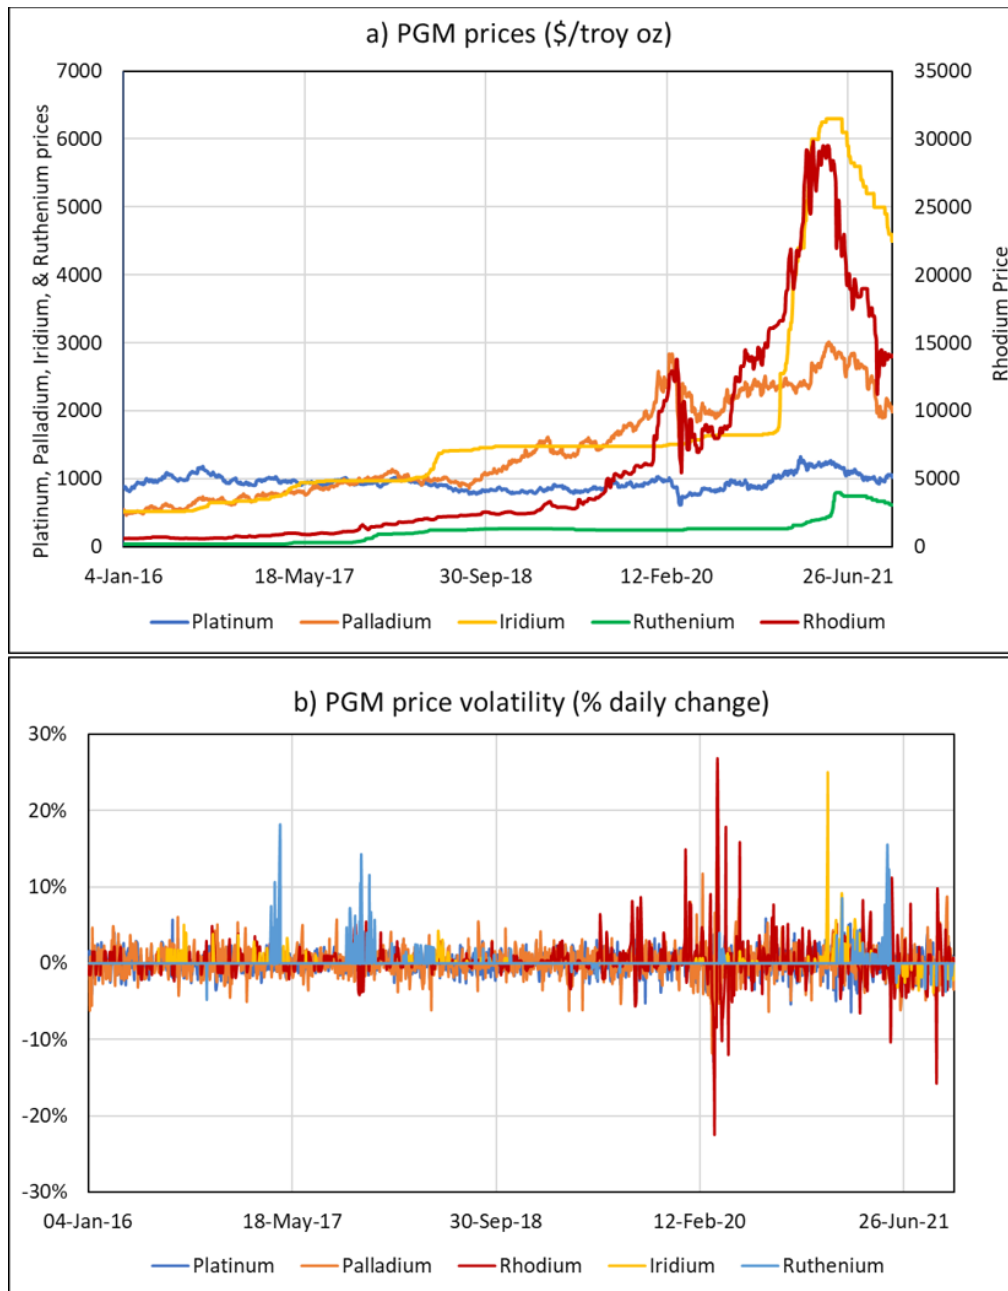 a) PGM prices ($/troy oz)
7000
6000
5000
4000
3000
2000
1000
0
Platinum, Palladium, Iridium, & Ruthenium prices
35000
30000
25000
20000
15000
10000
5000
0
Rhodium Price
4-Jan-16 18-May-17 30-Sep-18 12-Feb-20 26-Jun-21
Platinum Palladium Iridium Ruthenium Rhodium
b) PGM price volatility (% daily change)
30%
20%
10%
0%
-10%
-20%
-30%
04-Jan-16 18-May-17 30-Sep-18 12-Feb-20 26-Jun-21
Platinum Palladium Rhodium Iridium Ruthenium